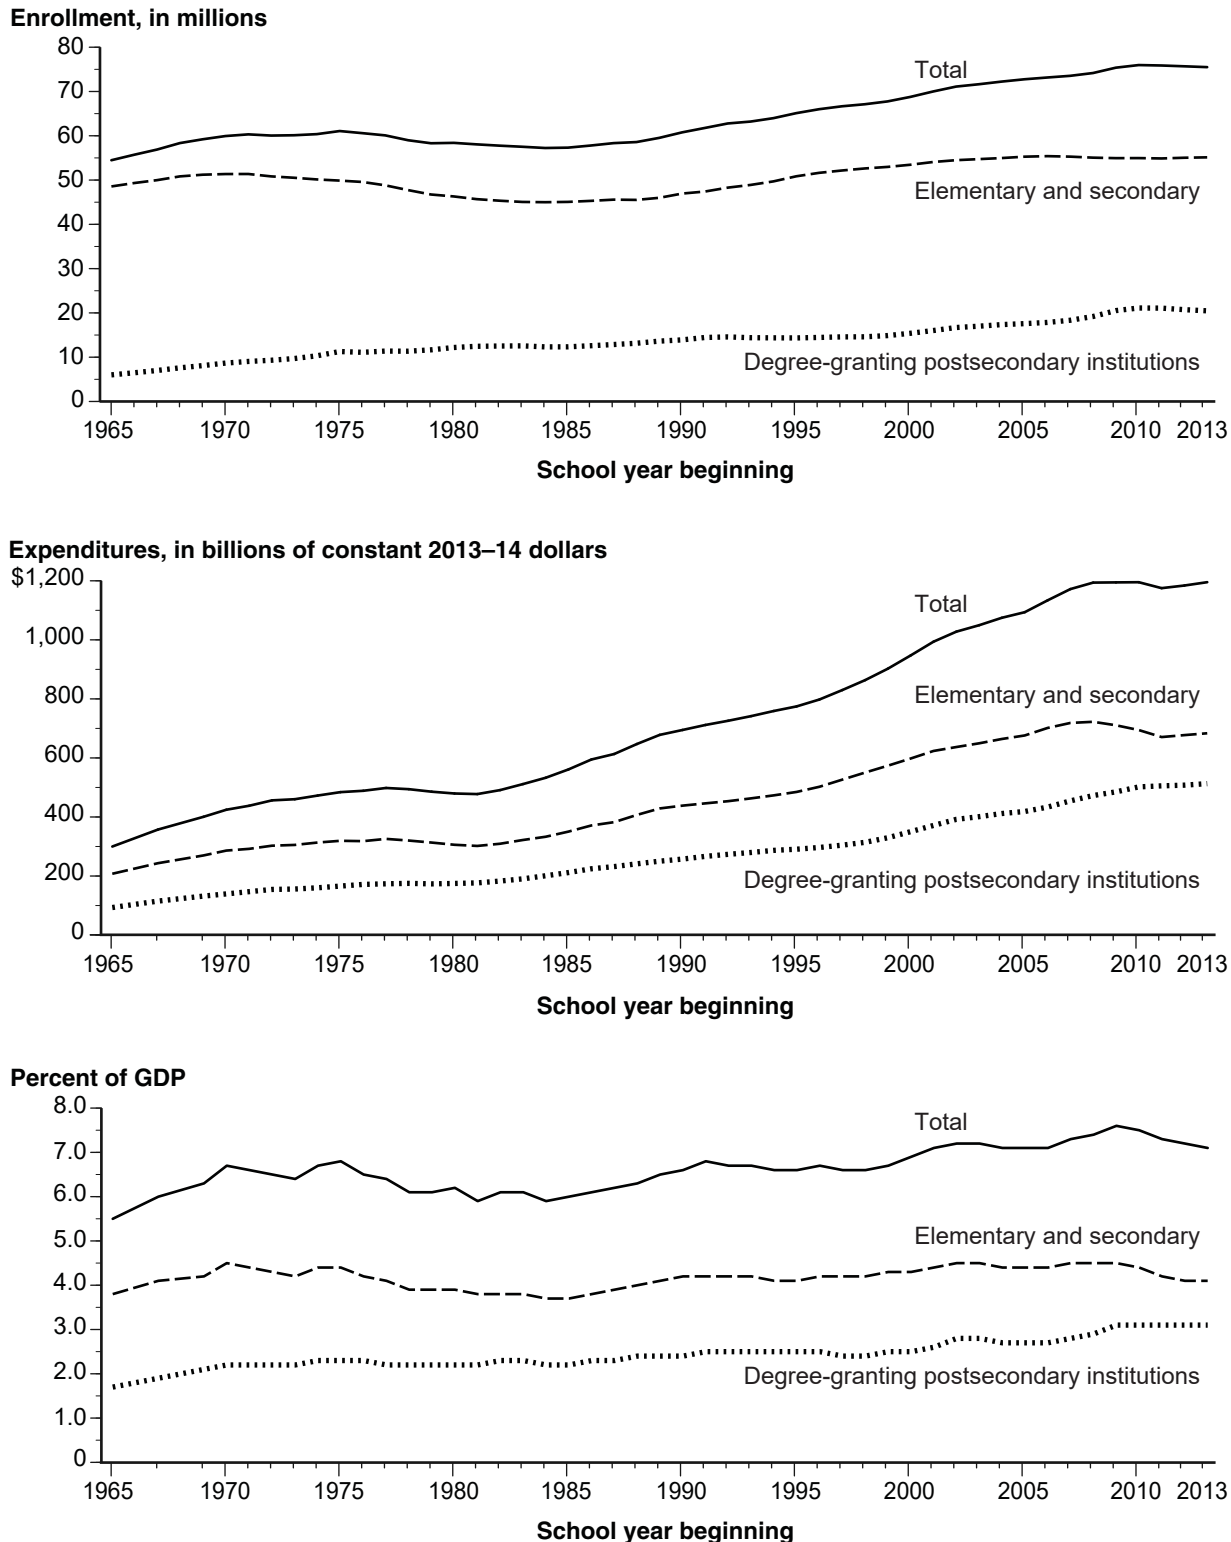 Enrollment, in millions
80
70
60
50
40
30
20
10
0
Total
Elementary and secondary
Degree-granting postsecondary institutions
1965 1970 1975 1980 1985 1990 1995 2000 2005 2010 2013
School year beginning
Expenditures, in billions of constant 2013–14 dollars
$1,200
1,000
800
600
400
200
0
Total
Elementary and secondary
Degree-granting postsecondary institutions
1965 1970 1975 1980 1985 1990 1995 2000 2005 2010 2013
School year beginning
Percent of GDP
8.0
7.0
6.0
5.0
4.0
3.0
2.0
1.0
0
Total
Elementary and secondary
Degree-granting postsecondary institutions
1965 1970 1975 1980 1985 1990 1995 2000 2005 2010 2013
School year beginning